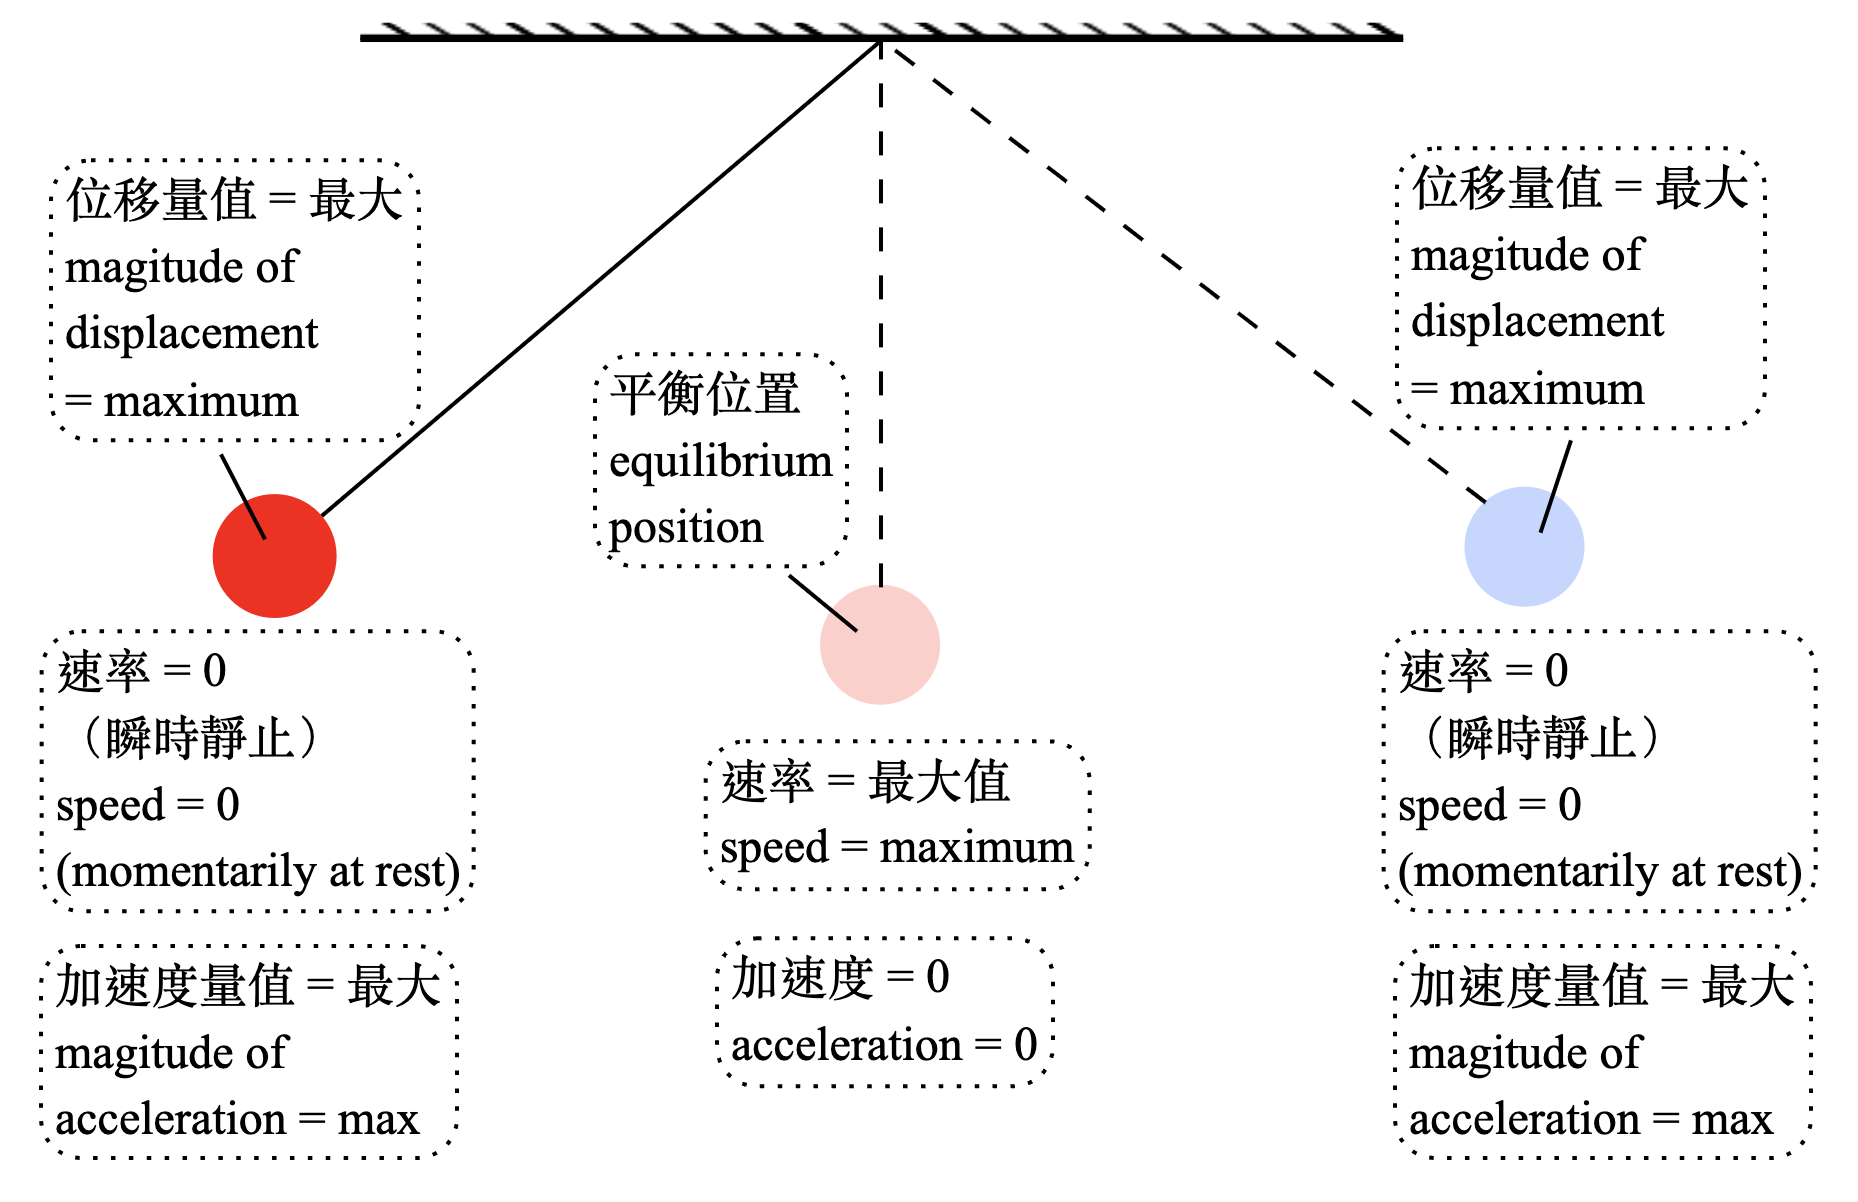 位移量值 = 最大
magitude of
displacement
= maximum
位移量值 = 最大
magitude of
displacement
= maximum
平衡位置
equilibrium
position
速率 = 0
（瞬時靜止）
speed = 0
(momentarily at rest)
速率 = 最大值
speed = maximum
速率 = 0
（瞬時靜止）
speed = 0
(momentarily at rest)
加速度量值 = 最大
magitude of
acceleration = max
加速度 = 0
acceleration = 0
加速度量值 = 最大
magitude of
acceleration = max